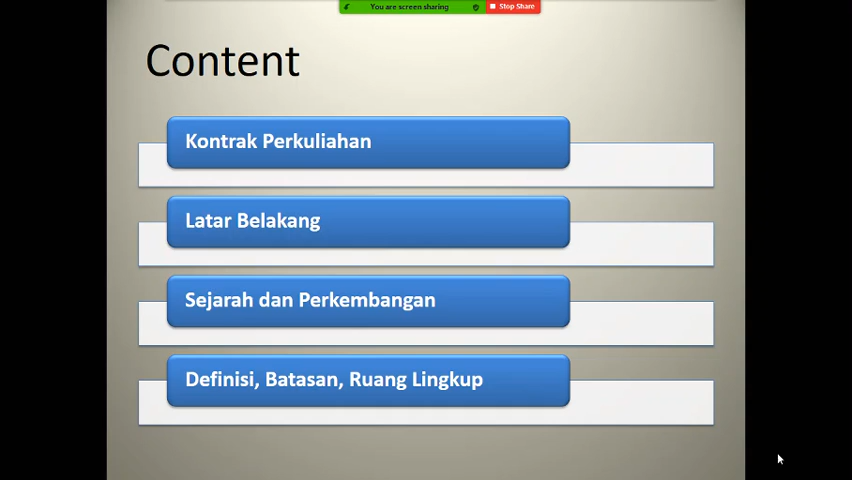 You are screen sharing
Stop Share
Content
Kontrak Perkuliahan
Latar Belakang
Sejarah dan Perkembangan
Definisi, Batasan, Ruang Lingkup